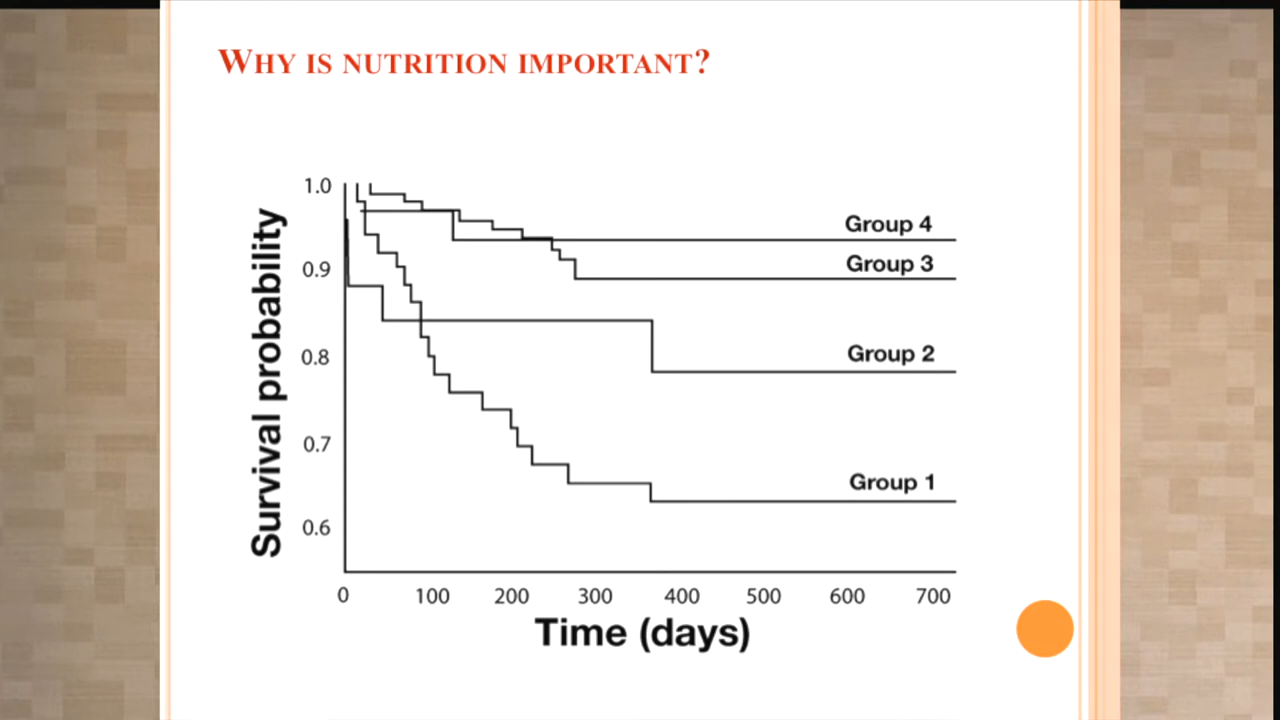 WHY IS NUTRITION IMPORTANT?
Survival probability
1.0
0.9
0.8
0.7
0.6
Group 4
Group 3
Group 2
Group 1
0 100 200 300 400 500 600 700
Time (days)